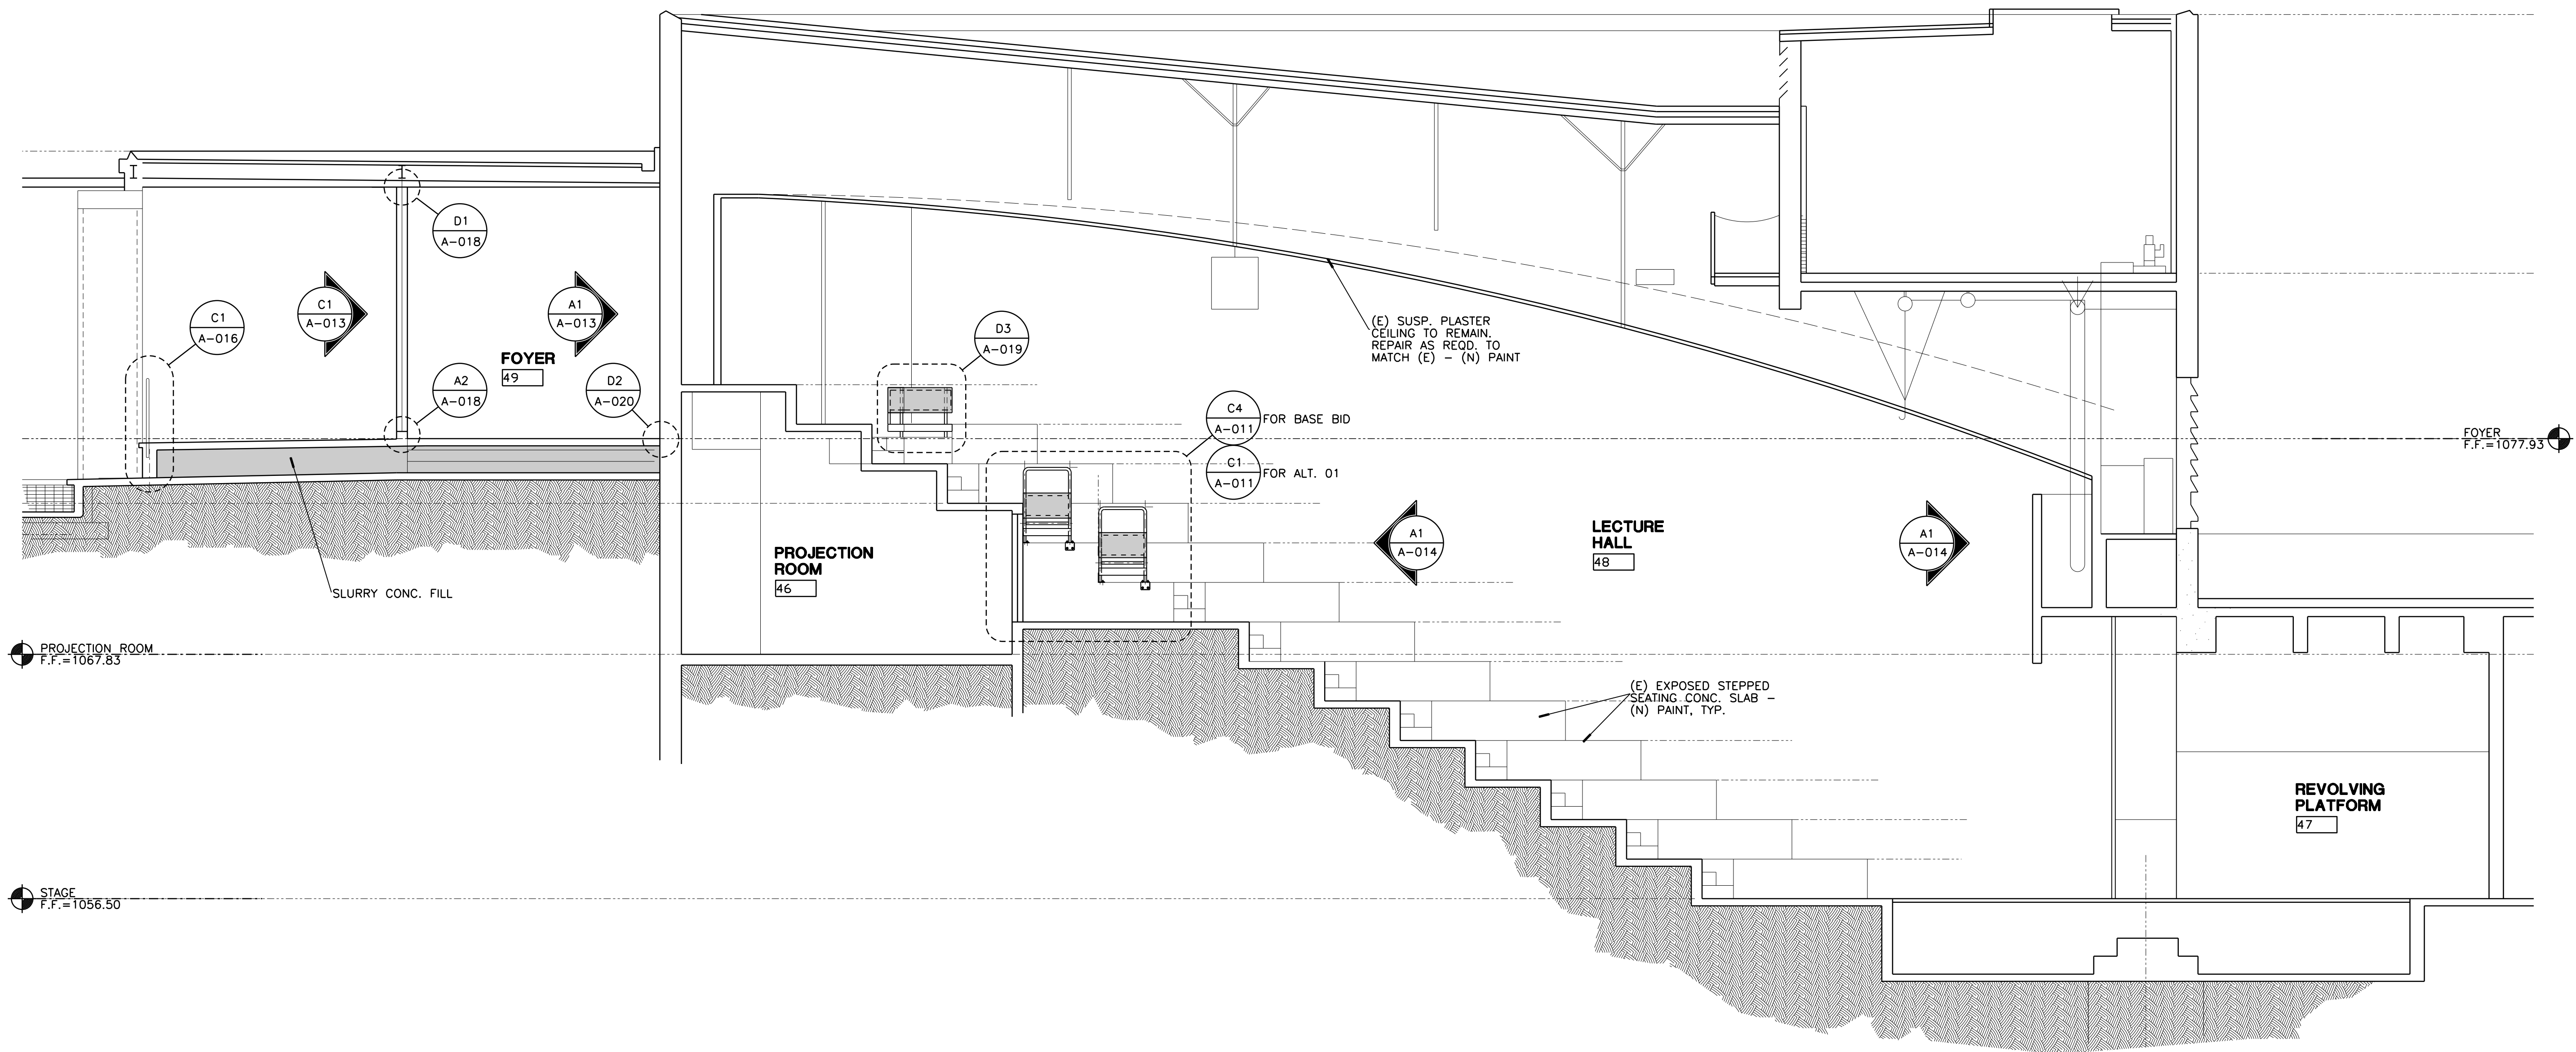 D1
A-018
C1
A-013
A1
A-013
C1
A-016
FOYER
49
A2
A-018
D2
A-020
D3
A-019
(E) SUSP. PLASTER
CEILING TO REMAIN.
REPAIR AS REQD. TO
MATCH (E) – (N) PAINT
C4
A-011
FOR BASE BID
C1
A-011
FOR ALT. 01
FOYER
F.F.=1077.93
A1
A-014
LECTURE
HALL
48
A1
A-014
PROJECTION
ROOM
46
SLURRY CONC. FILL
PROJECTION ROOM
F.F.=1067.83
(E) EXPOSED STEPPED
SEATING CONC. SLAB –
(N) PAINT, TYP.
REVOLVING
PLATFORM
47
STAGE
F.F.=1056.50